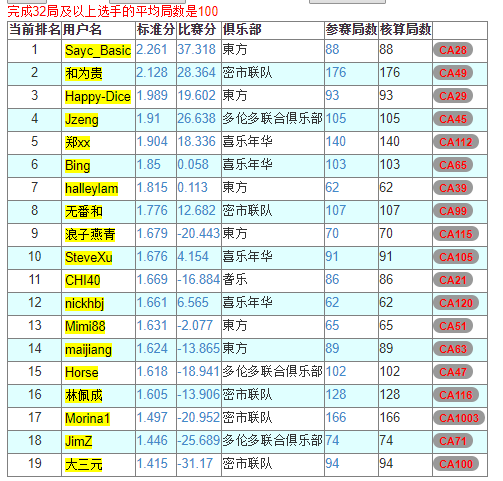 完成32局及以上选手的平均局数是100
当前排名 用户名 标准分 比赛分 俱乐部 参赛局数 核算局数
1 Sayc_Basic 2.261 37.318 東方 88 88 CA28
2 和为贵 2.128 28.364 密市联队 176 176 CA49
3 Happy-Dice 1.989 19.602 東方 93 93 CA29
4 Jzeng 1.91 26.638 多伦多联合俱乐部 105 105 CA45
5 郑xx 1.904 18.336 喜乐年华 140 140 CA112
6 Bing 1.85 0.058 喜乐年华 103 103 CA65
7 halleylam 1.815 0.113 東方 62 62 CA39
8 无番和 1.776 12.682 密市联队 107 107 CA99
9 浪子燕青 1.679 -20.443 東方 70 70 CA115
10 SteveXu 1.676 4.154 喜乐年华 91 91 CA105
11 CHI40 1.669 -16.884 耆乐 86 86 CA21
12 nickhbj 1.661 6.565 喜乐年华 62 62 CA120
13 Mimi88 1.631 -2.077 東方 65 65 CA51
14 maijiang 1.624 -13.865 東方 89 89 CA63
15 Horse 1.618 -18.941 多伦多联合俱乐部 102 102 CA47
16 林佩成 1.605 -13.906 密市联队 128 128 CA116
17 Morina1 1.497 -20.952 密市联队 166 166 CA1003
18 JimZ 1.446 -25.689 多伦多联合俱乐部 74 74 CA71
19 大三元 1.415 -31.17 密市联队 94 94 CA100